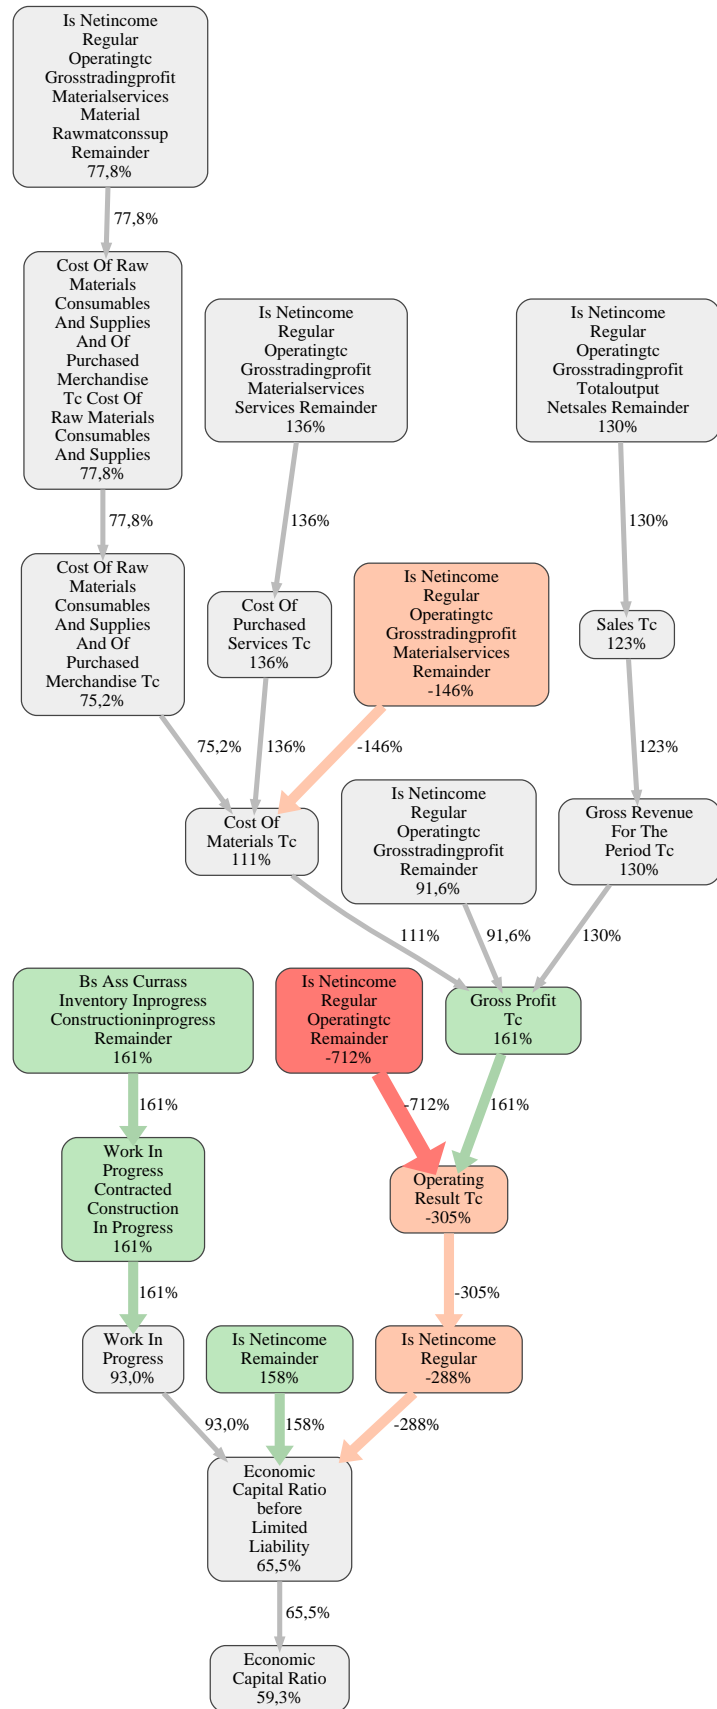 Is Netincome
Regular
Operatingtc
Grosstradingprofit
Materialservices
Material
Rawmatconssup
Remainder
77,8%
77,8%
Cost Of Raw
Materials
Consumables
And Supplies
And Of
Purchased
Merchandise
Tc Cost Of
Raw Materials
Consumables
And Supplies
77,8%
Is Netincome
Regular
Operatingtc
Grosstradingprofit
Materialservices
Services Remainder
136%
Is Netincome
Regular
Operatingtc
Grosstradingprofit
Totaloutput
Netsales Remainder
130%
77,8%
136%
130%
Cost Of Raw
Materials
Consumables
And Supplies
And Of
Purchased
Merchandise Tc
75,2%
Cost Of
Purchased
Services Tc
136%
Is Netincome
Regular
Operatingtc
Grosstradingprofit
Materialservices
Remainder
-146%
Sales Tc
123%
75,2%
136%
-146%
123%
Cost Of
Materials Tc
111%
Is Netincome
Regular
Operatingtc
Grosstradingprofit
Remainder
91,6%
Gross Revenue
For The
Period Tc
130%
111%
91,6%
130%
Bs Ass Currass
Inventory Inprogress
Constructioninprogress
Remainder
161%
Is Netincome
Regular
Operatingtc
Remainder
-712%
Gross Profit
Tc
161%
161%
-712%
161%
Work In
Progress
Contracted
Construction
In Progress
161%
Operating
Result Tc
-305%
161%
-305%
Work In
Progress
93,0%
Is Netincome
Remainder
158%
Is Netincome
Regular
-288%
93,0%
158%
-288%
Economic
Capital Ratio
before
Limited
Liability
65,5%
65,5%
Economic
Capital Ratio
59,3%